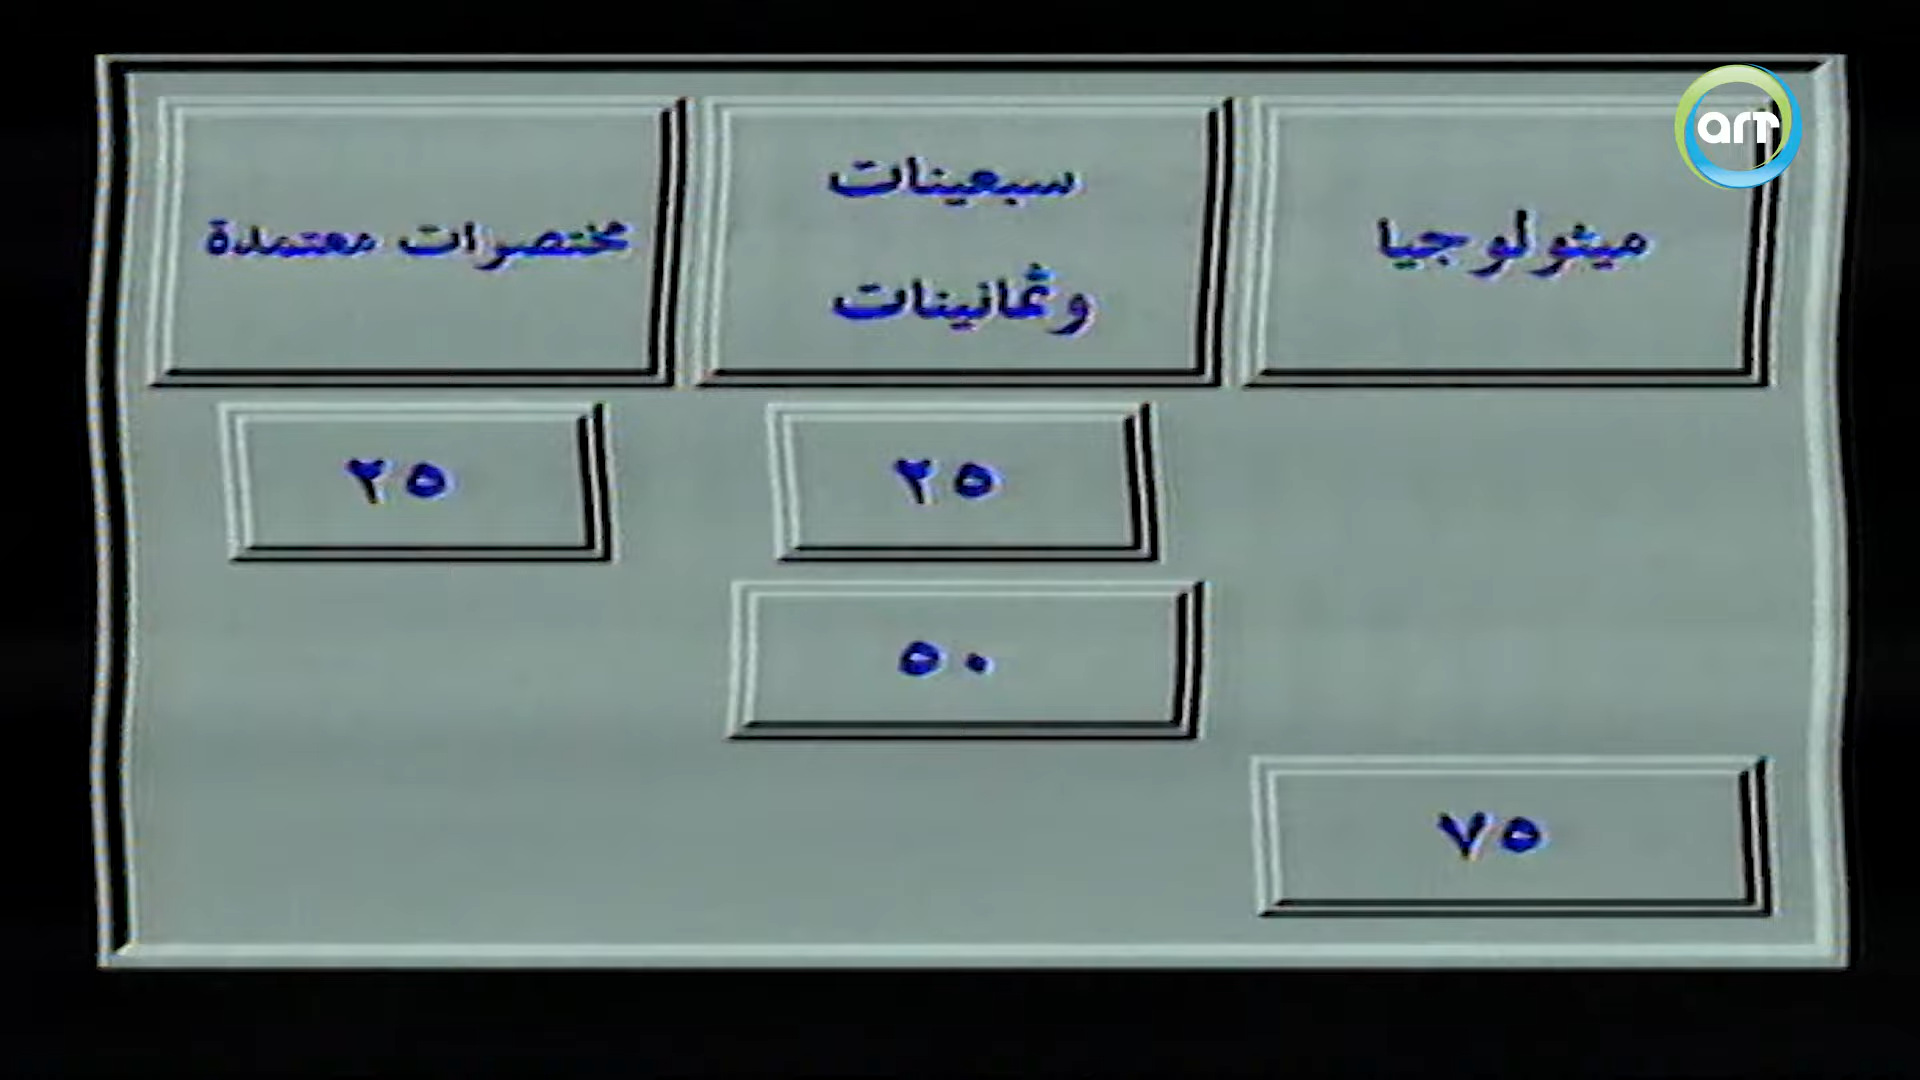 art
ميثولوجيا
سبعينات
وثمانينات
مختصرات معتمدة
٢٥
٢٥
٥٠
٧٥